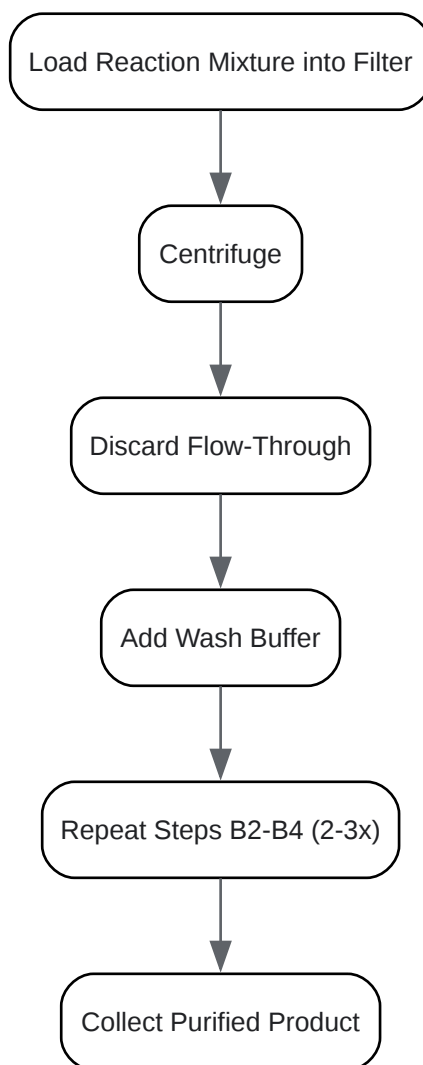 Load Reaction Mixture into Filter
Centrifuge
Discard Flow-Through
Add Wash Buffer
Repeat Steps B2-B4 (2-3x)
Collect Purified Product